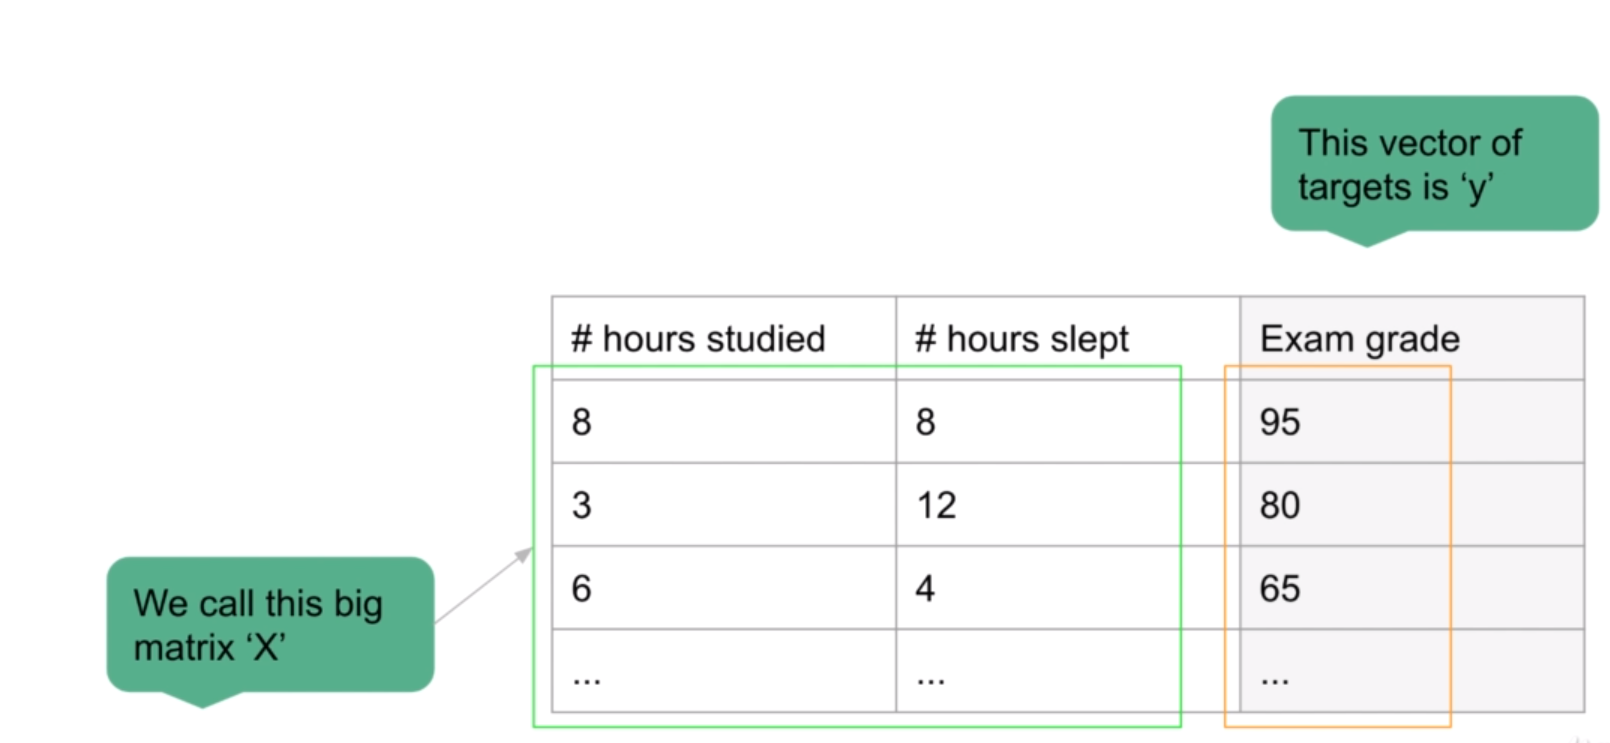 This vector of
targets is ‘y’
# hours studied # hours slept Exam grade
8 8 95
3 12 80
6 4 65
... ... ...
We call this big
matrix ‘X’